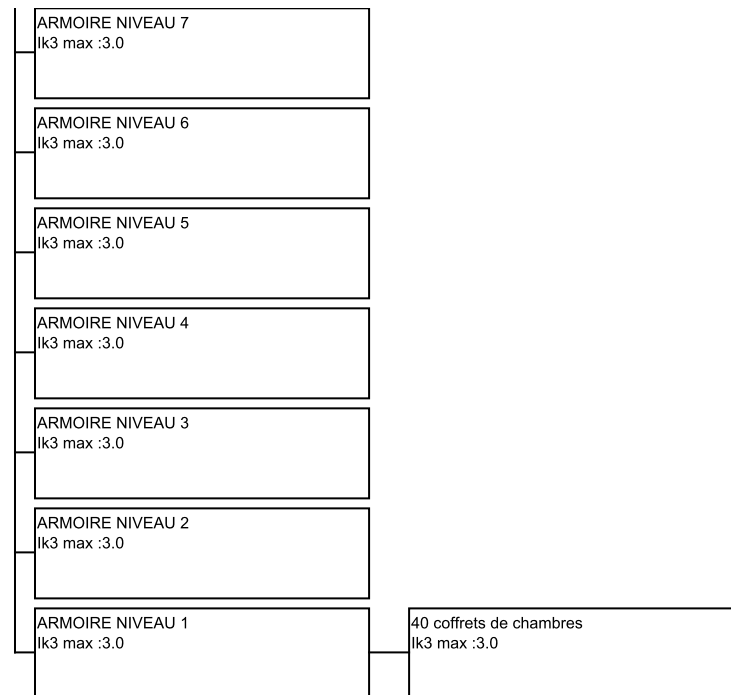 ARMOIRE NIVEAU 7
Ik3 max :3.0
ARMOIRE NIVEAU 6
Ik3 max :3.0
ARMOIRE NIVEAU 5
Ik3 max :3.0
ARMOIRE NIVEAU 4
Ik3 max :3.0
ARMOIRE NIVEAU 3
Ik3 max :3.0
ARMOIRE NIVEAU 2
Ik3 max :3.0
ARMOIRE NIVEAU 1
Ik3 max :3.0
40 coffrets de chambres
Ik3 max :3.0